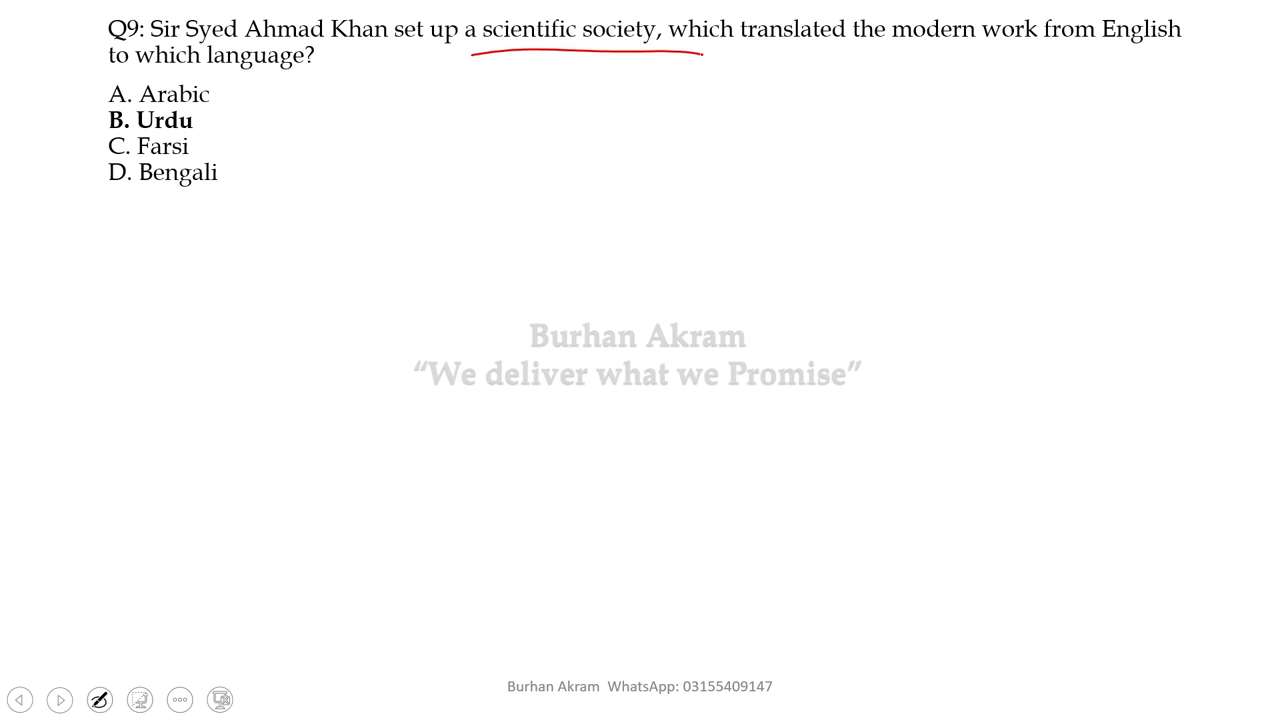 Q9: Sir Syed Ahmad Khan set up a scientific society, which translated the modern work from English
to which language?
A. Arabic
B. Urdu
C. Farsi
D. Bengali
Burhan Akram
“We deliver what we Promise”
Burhan Akram WhatsApp: 03155409147